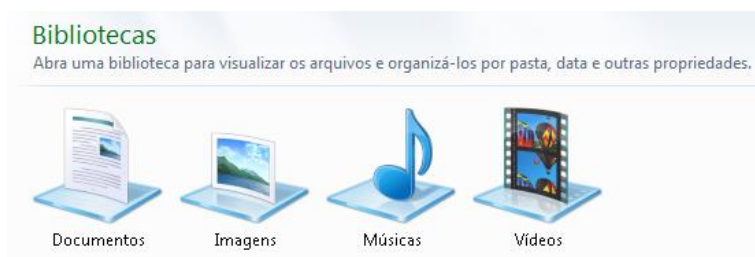 Bibliotecas
Abra uma biblioteca para visualizar os arquivos e organizá-los por pasta, data e outras propriedades.
Documentos
Imagens
Músicas
Vídeos